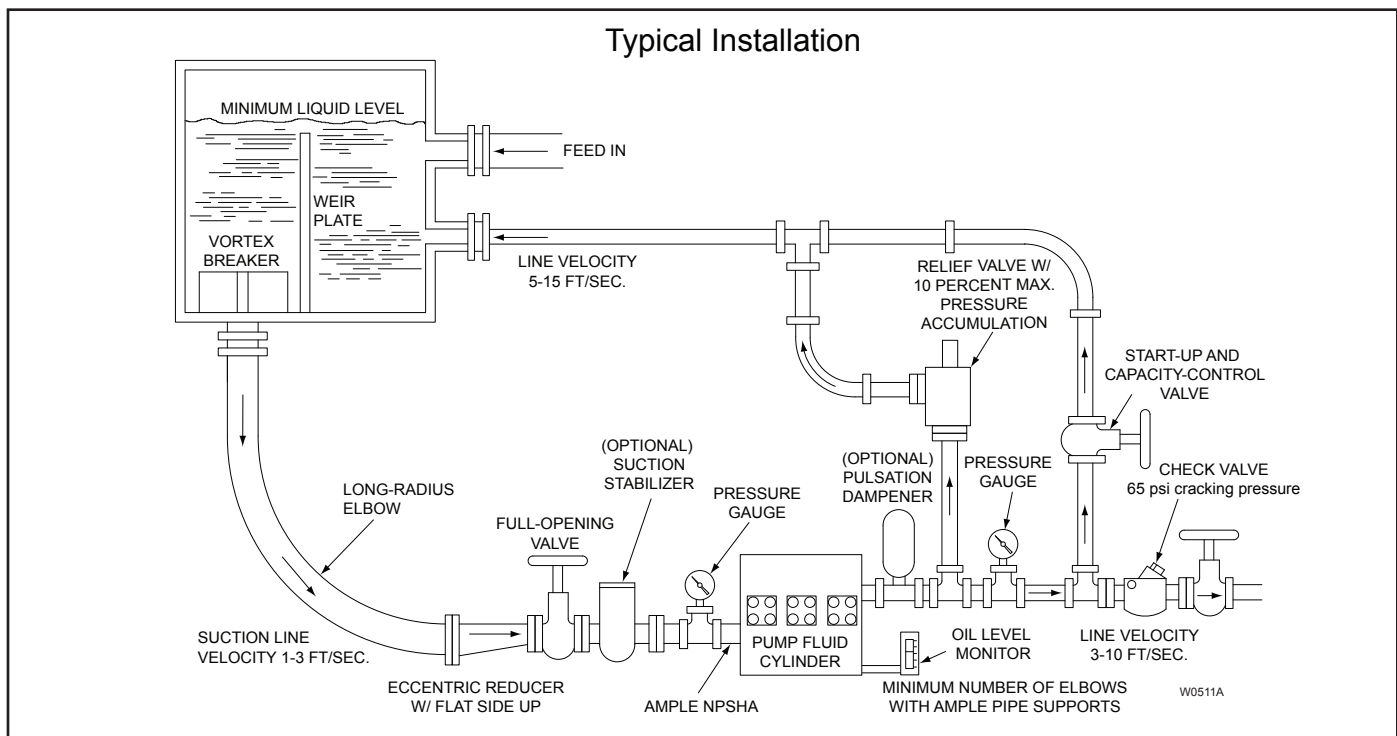 Typical Installation
MINIMUM LIQUID LEVEL
FEED IN
WEIR
PLATE
VORTEX
BREAKER
LINE VELOCITY
5-15 FT/SEC.
RELIEF VALVE W/
10 PERCENT MAX.
PRESSURE
ACCUMULATION
START-UP AND
CAPACITY-CONTROL
VALVE
(OPTIONAL)
SUCTION
STABILIZER
(OPTIONAL)
PULSATION
DAMPENER
PRESSURE
GAUGE
CHECK VALVE
65 psi cracking pressure
LONG-RADIUS
ELBOW
PRESSURE
GAUGE
FULL-OPENING
VALVE
SUCTION LINE
VELOCITY 1-3 FT/SEC.
PUMP FLUID
CYLINDER
OIL LEVEL
MONITOR
LINE VELOCITY
3-10 FT/SEC.
ECCENTRIC REDUCER
W/ FLAT SIDE UP
AMPLE NPSHA
MINIMUM NUMBER OF ELBOWS
WITH AMPLE PIPE SUPPORTS
W0511A